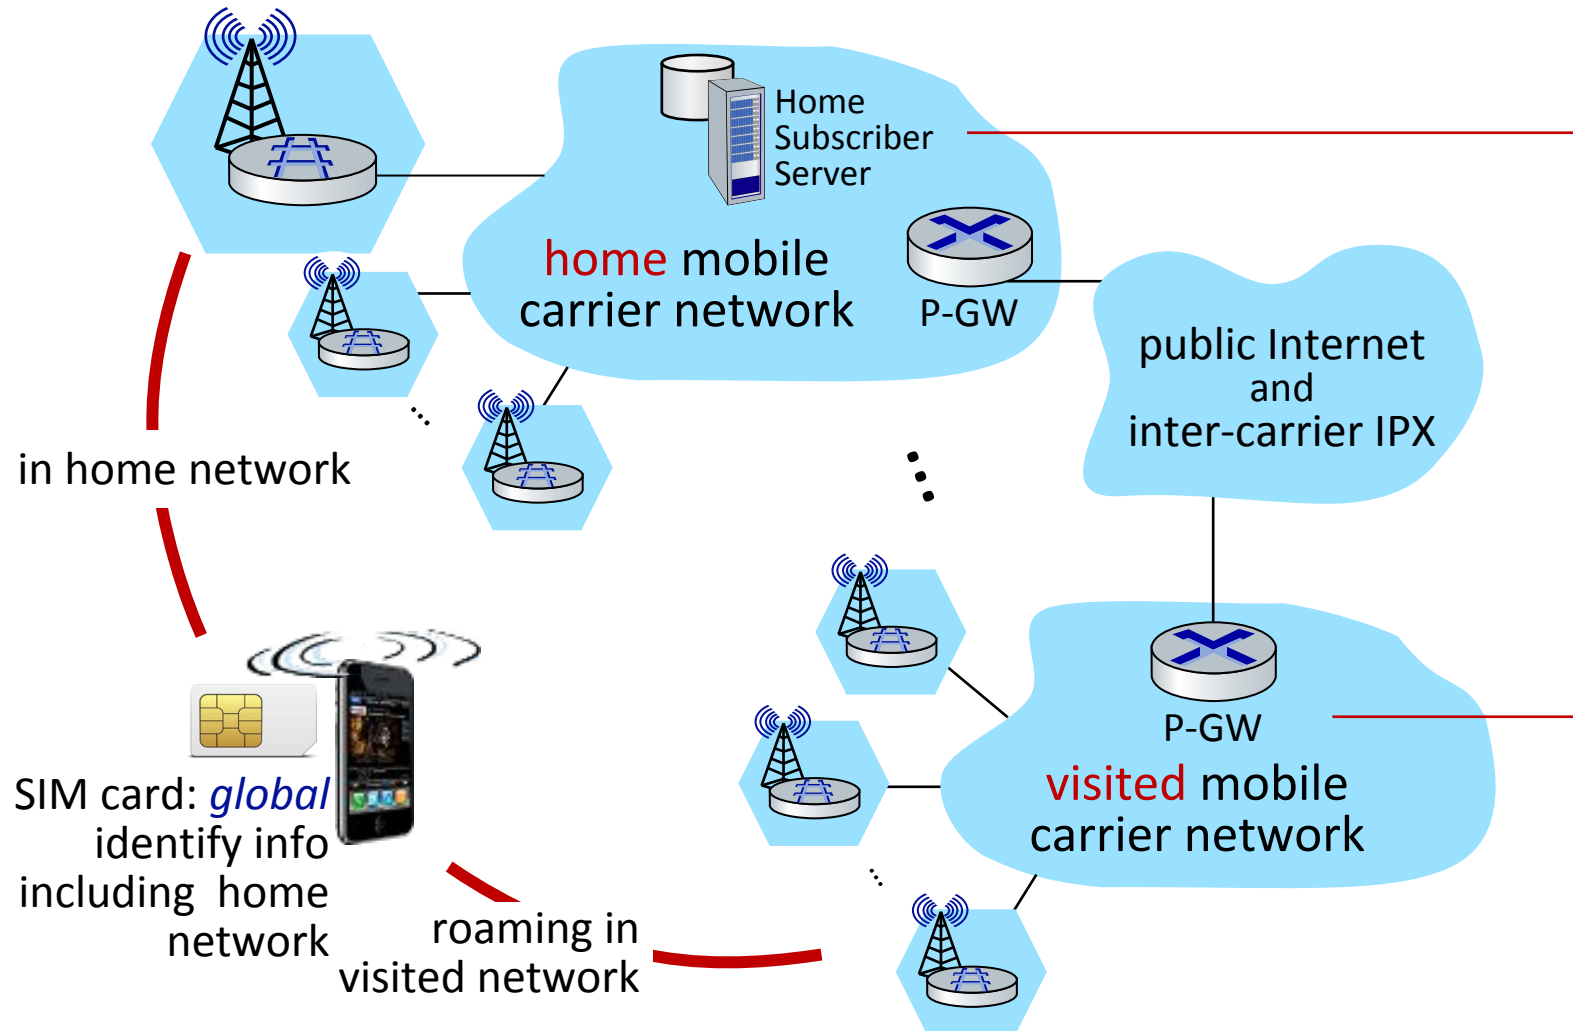 Home
Subscriber
Server
home mobile
carrier network
P-GW
public Internet
and
inter-carrier IPX
in home network
P-GW
visited mobile
carrier network
SIM card: global
identify info
including home
network
roaming in
visited network